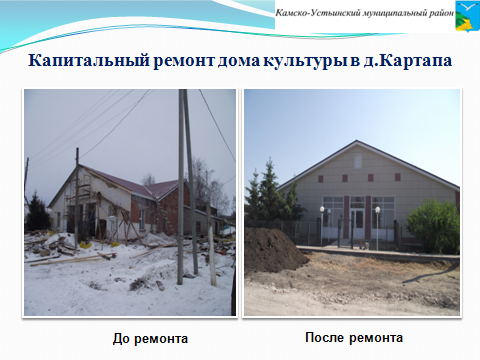 Камско-Устьинский муниципальный район
Капитальный ремонт дома культуры в д.Картапа
До ремонта
После ремонта